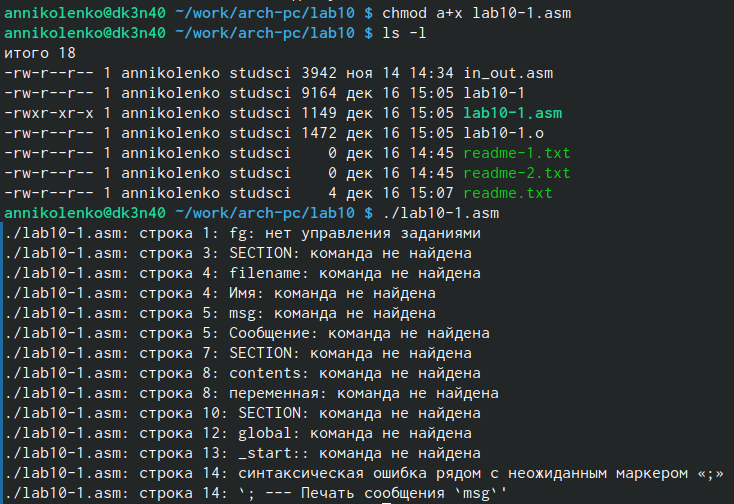 annikolenko@dk3n40 ~/work/arch-pc/lab10 $ chmod a+x lab10-1.asm
annikolenko@dk3n40 ~/work/arch-pc/lab10 $ ls -l
итого 18
-rw-r--r-- 1 annikolenko studsci 3942 ноя 14 14:34 in_out.asm
-rw-r--r-- 1 annikolenko studsci 9164 дек 16 15:05 lab10-1
-rwxr-xr-x 1 annikolenko studsci 1149 дек 16 15:05 lab10-1.asm
-rw-r--r-- 1 annikolenko studsci 1472 дек 16 15:05 lab10-1.o
-rw-r--r-- 1 annikolenko studsci    0 дек 16 14:45 readme-1.txt
-rw-r--r-- 1 annikolenko studsci    0 дек 16 14:45 readme-2.txt
-rw-r--r-- 1 annikolenko studsci    4 дек 16 15:07 readme.txt
annikolenko@dk3n40 ~/work/arch-pc/lab10 $ ./lab10-1.asm
./lab10-1.asm: строка 1: fg: нет управления заданиями
./lab10-1.asm: строка 3: SECTION: команда не найдена
./lab10-1.asm: строка 4: filename: команда не найдена
./lab10-1.asm: строка 4: Имя: команда не найдена
./lab10-1.asm: строка 5: msg: команда не найдена
./lab10-1.asm: строка 5: Сообщение: команда не найдена
./lab10-1.asm: строка 7: SECTION: команда не найдена
./lab10-1.asm: строка 8: contents: команда не найдена
./lab10-1.asm: строка 8: переменная: команда не найдена
./lab10-1.asm: строка 10: SECTION: команда не найдена
./lab10-1.asm: строка 12: global: команда не найдена
./lab10-1.asm: строка 13: _start:: команда не найдена
./lab10-1.asm: строка 14: синтаксическая ошибка рядом с неожиданным маркером «;»
./lab10-1.asm: строка 14: `; --- Печать сообщения `msg`'